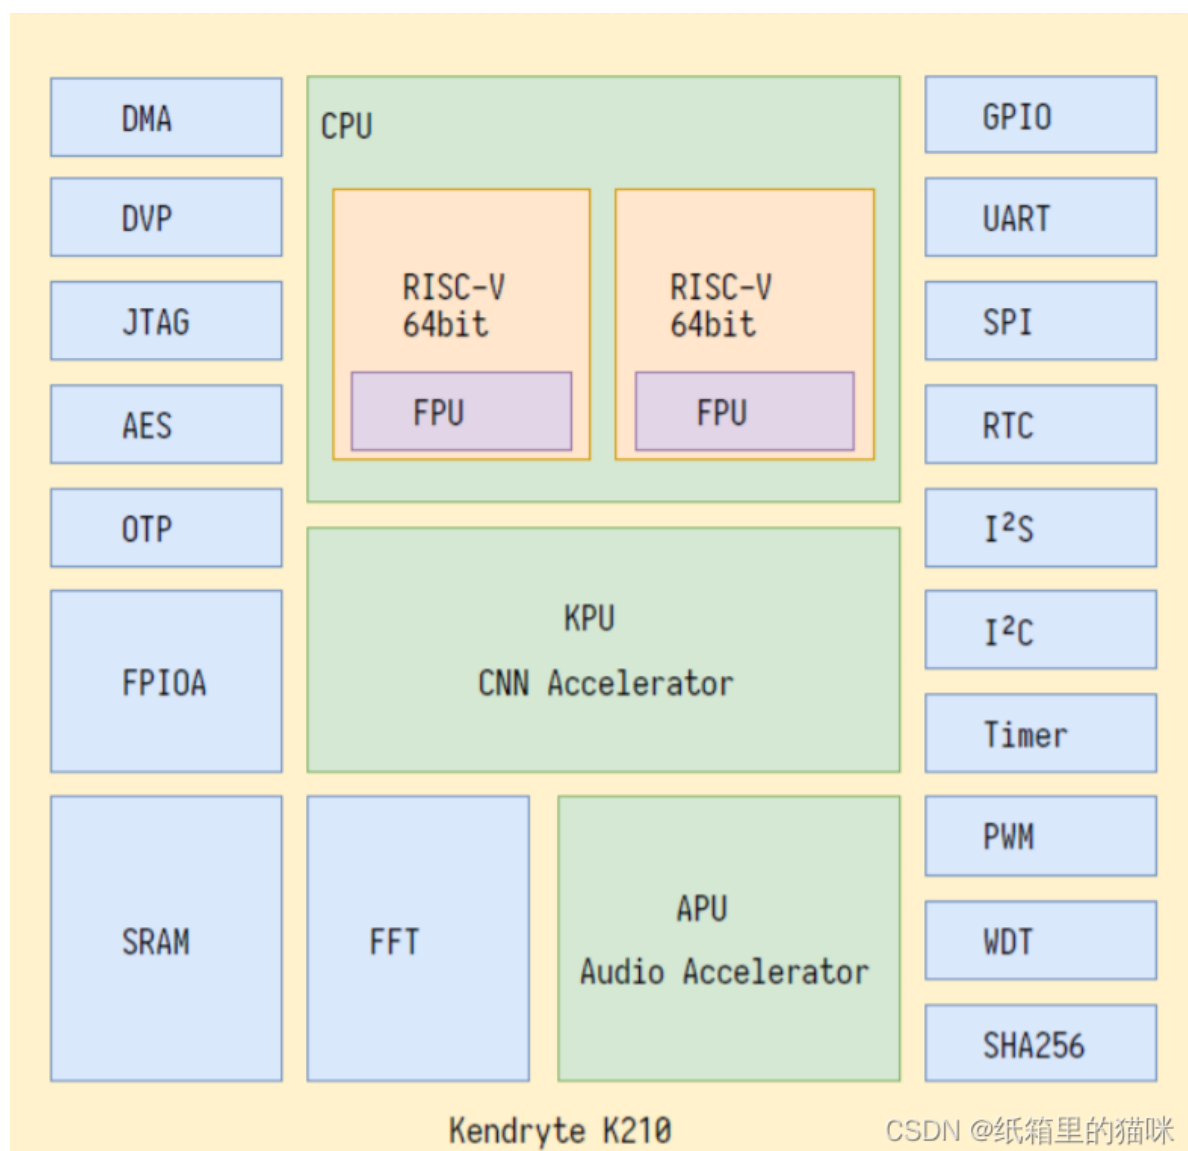 DMA
DVP
JTAG
AES
OTP
FPIOA
SRAM
CPU
RISC-V
64bit
FPU
RISC-V
64bit
FPU
KPU
CNN Accelerator
FFT
APU
Audio Accelerator
GPIO
UART
SPI
RTC
I²S
I²C
Timer
PWM
WDT
SHA256
Kendryte K210
CSDN @纸箱里的猫咪